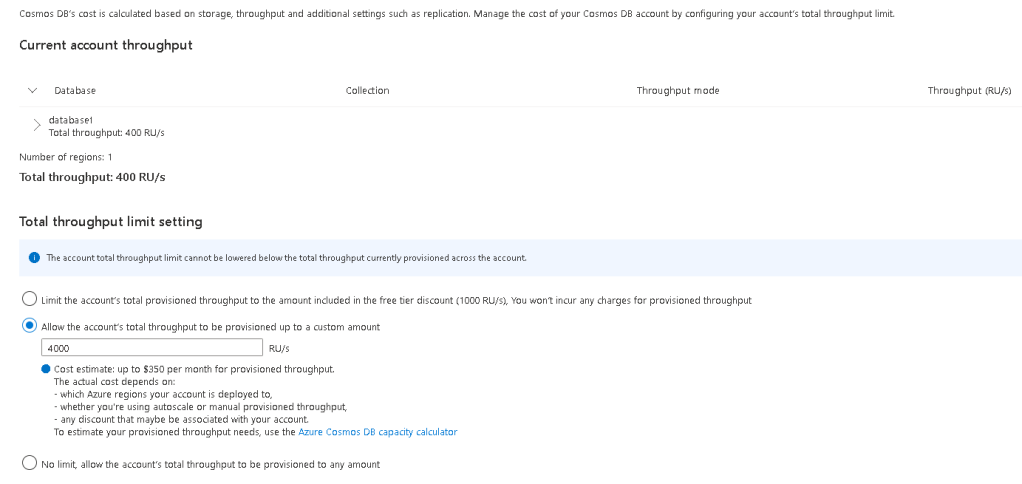 Cosmos DB's cost is calculated based on storage, throughput and additional settings such as replication. Manage the cost of your Cosmos DB account by configuring your account's total throughput limit.
Current account throughput
Database Collection Throughput mode Throughput (RU/s)
database1
Total throughput: 400 RU/s
Number of regions: 1
Total throughput: 400 RU/s
Total throughput limit setting
The account total throughput limit cannot be lowered below the total throughput currently provisioned across the account.
Limit the account's total provisioned throughput to the amount included in the free tier discount (1000 RU/s), You won't incur any charges for provisioned throughput
Allow the account's total throughput to be provisioned up to a custom amount
4000 RU/s
Cost estimate: up to $350 per month for provisioned throughput.
The actual cost depends on:
- which Azure regions your account is deployed to,
- whether you're using autoscale or manual provisioned throughput,
- any discount that maybe be associated with your account.
To estimate your provisioned throughput needs, use the Azure Cosmos DB capacity calculator
No limit, allow the account's total throughput to be provisioned to any amount